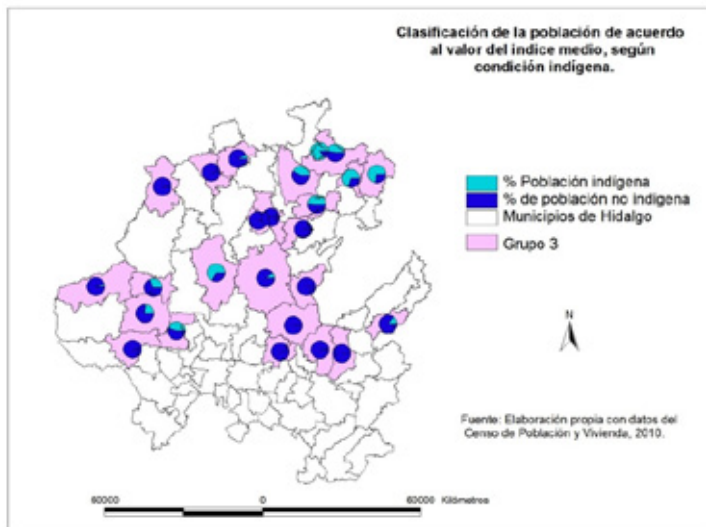 Clasificación de la población de acuerdo
al valor del indice medio, según
condición indígena.
% Población indígena
% de población no indígena
Municipios de Hidalgo
Grupo 3
N
Fuente: Elaboración propia con datos del
Censo de Población y Vivienda, 2010.
60000 0 60000 Kilómetros